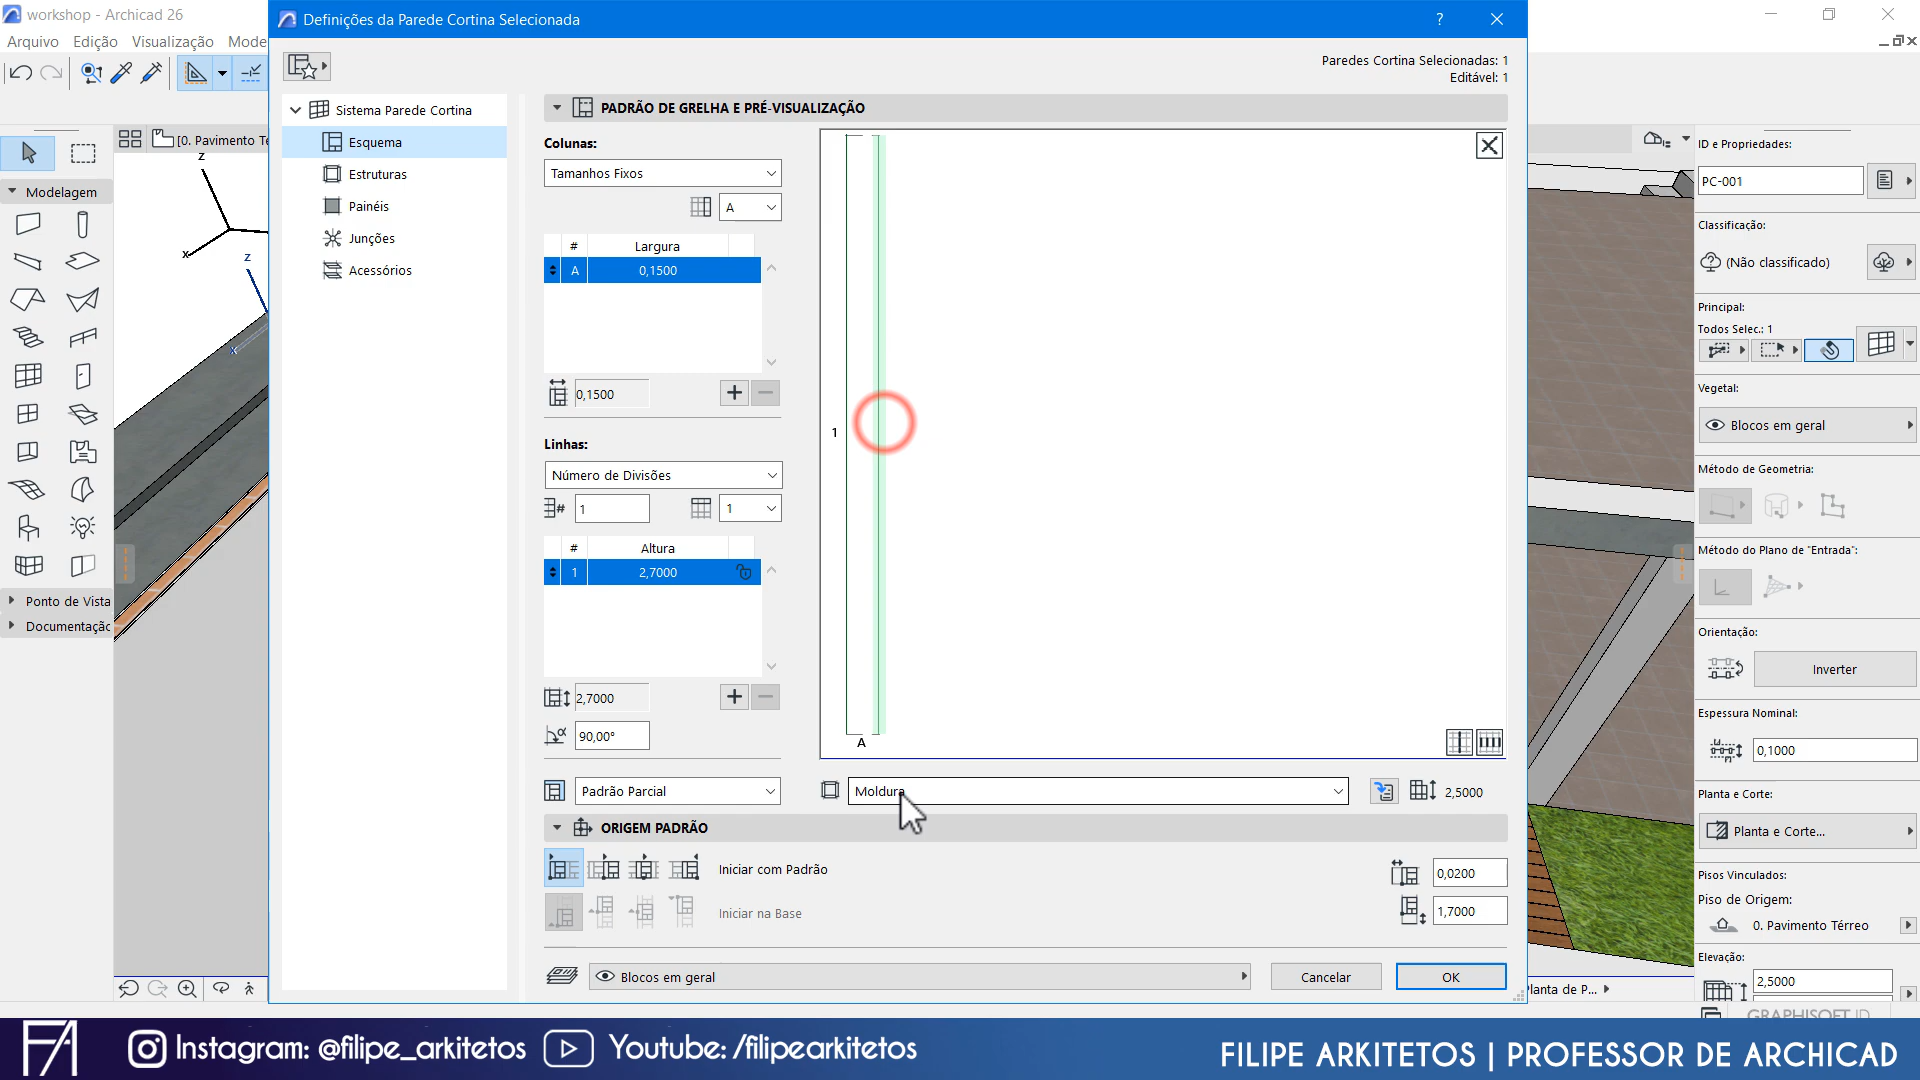 workshop - Archicad 26
Arquivo Edição Visualização Mode
Definições da Parede Cortina Selecionada
?
Paredes Cortina Selecionadas: 1
Editável: 1
Sistema Parede Cortina
Esquema
Estruturas
Painéis
Junções
Acessórios
[0. Pavimento Té
z
x
z
x
Modelagem
Ponto de Vista
Documentaçã
PADRÃO DE GRELHA E PRÉ-VISUALIZAÇÃO
Colunas:
Tamanhos Fixos
A
# Largura
A 0,1500
0,1500
Linhas:
Número de Divisões
# 1 1
# Altura
1 2,7000
2,7000
α 90,00°
1
A
Padrão Parcial
Moldura
2,5000
ORIGEM PADRÃO
Iniciar com Padrão
0,0200
Iniciar na Base
1,7000
Blocos em geral
Cancelar
OK
ID e Propriedades:
PC-001
Classificação:
(Não classificado)
Principal:
Todos Selec.: 1
Vegetal:
Blocos em geral
Método de Geometria:
Método do Plano de "Entrada":
Orientação:
Inverter
Espessura Nominal:
0,1000
Planta e Corte:
Planta e Corte...
Pisos Vinculados:
Piso de Origem:
0. Pavimento Térreo
Elevação:
2,5000
lanta de P...
GRAPHISOFT ID
FA
Instagram: @filipe_arkitetos
Youtube: /filipearkitetos
FILIPE ARKITETOS | PROFESSOR DE ARCHICAD